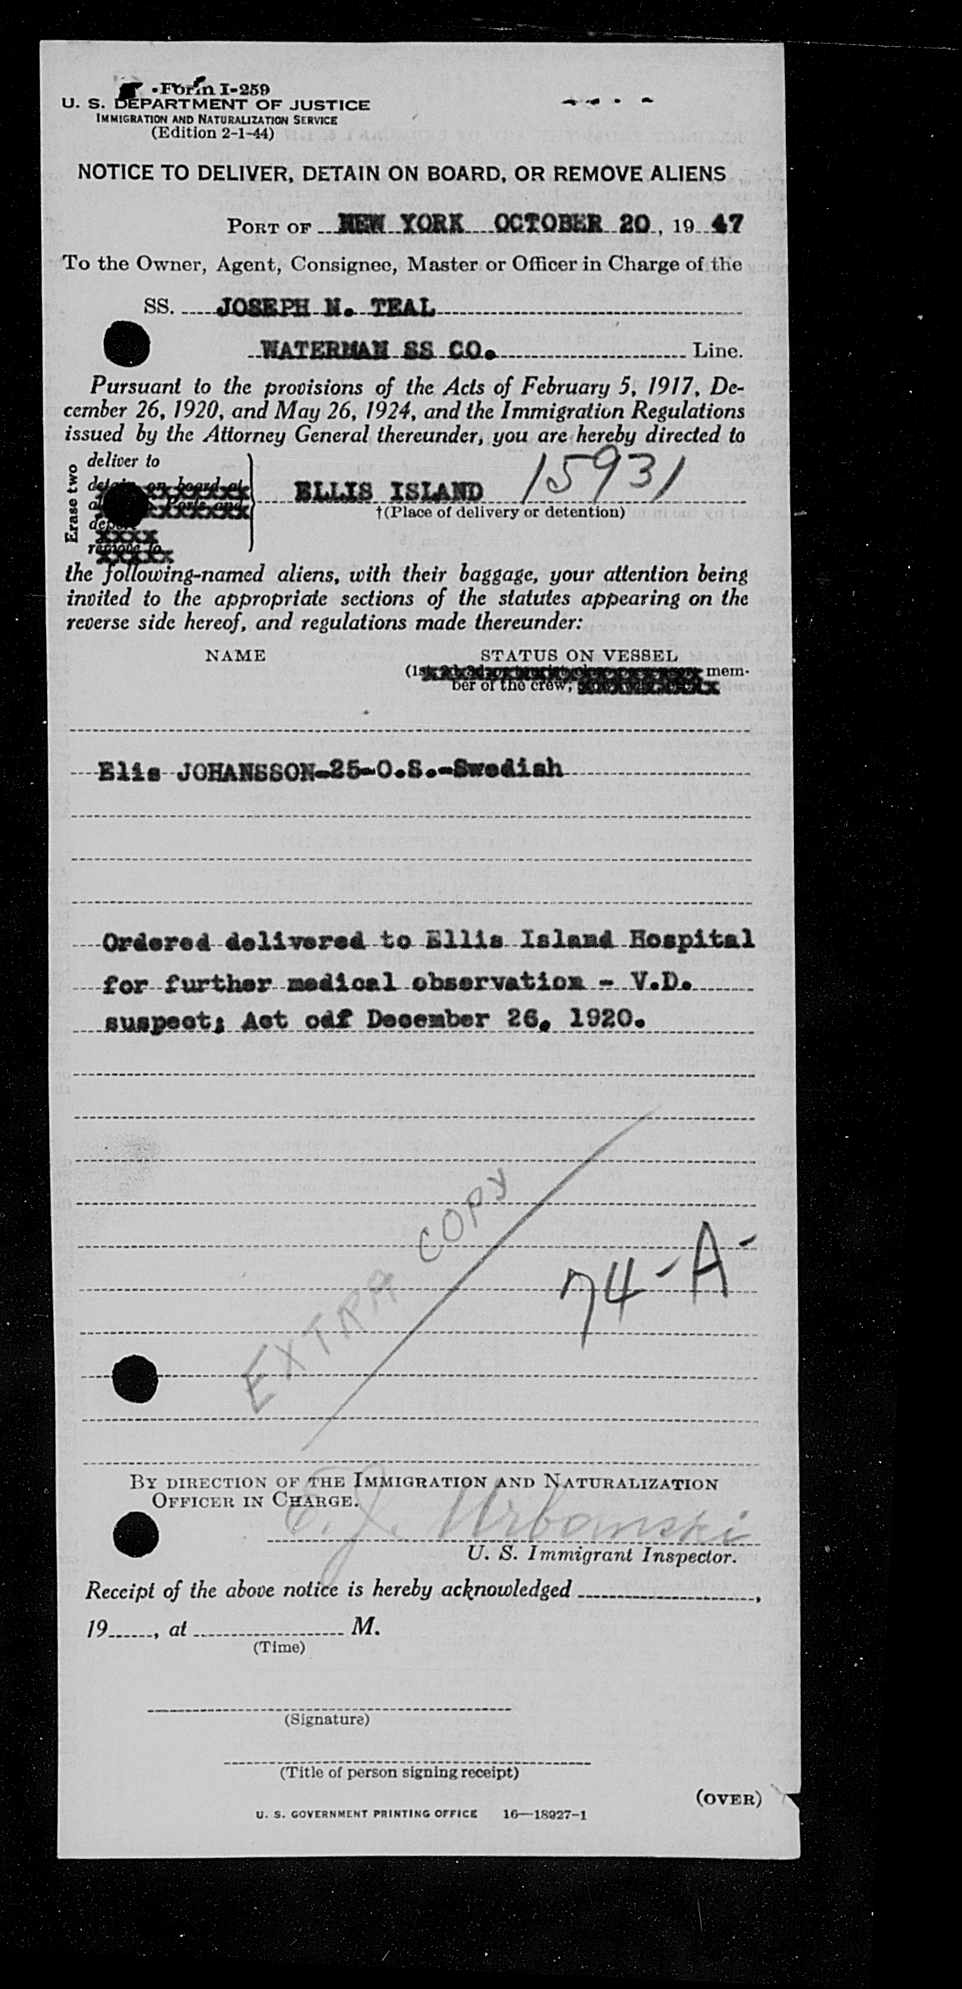 Form I-259
U. S. DEPARTMENT OF JUSTICE
IMMIGRATION AND NATURALIZATION SERVICE
(Edition 2-1-44)
NOTICE TO DELIVER, DETAIN ON BOARD, OR REMOVE ALIENS
PORT OF NEW YORK OCTOBER 20, 19 47
To the Owner, Agent, Consignee, Master or Officer in Charge of the
SS. JOSEPH N. TEAL
WATERMAN SS CO. Line.
Pursuant to the provisions of the Acts of February 5, 1917, De-
cember 26, 1920, and May 26, 1924, and the Immigration Regulations
issued by the Attorney General thereunder, you are hereby directed to
Erase two
deliver to
detain on board at
depor
remove to
ELLIS ISLAND 15931
†(Place of delivery or detention)
the following-named aliens, with their baggage, your attention being
invited to the appropriate sections of the statutes appearing on the
reverse side hereof, and regulations made thereunder:
NAME STATUS ON VESSEL
(1st mem-
ber of the crew;
Elis JOHANSSON-25-O.S.-Swedish
Ordered delivered to Ellis Island Hospital
for further medical observation - V.D.
suspect; Act odf December 26, 1920.
EXTRA COPY
74-A-
BY DIRECTION OF THE IMMIGRATION AND NATURALIZATION
OFFICER IN CHARGE.
E. J. Urbanski
U. S. Immigrant Inspector.
Receipt of the above notice is hereby acknowledged ,
19 , at M.
(Time)
(Signature)
(Title of person signing receipt)
(OVER)
U. S. GOVERNMENT PRINTING OFFICE 16—18927-1